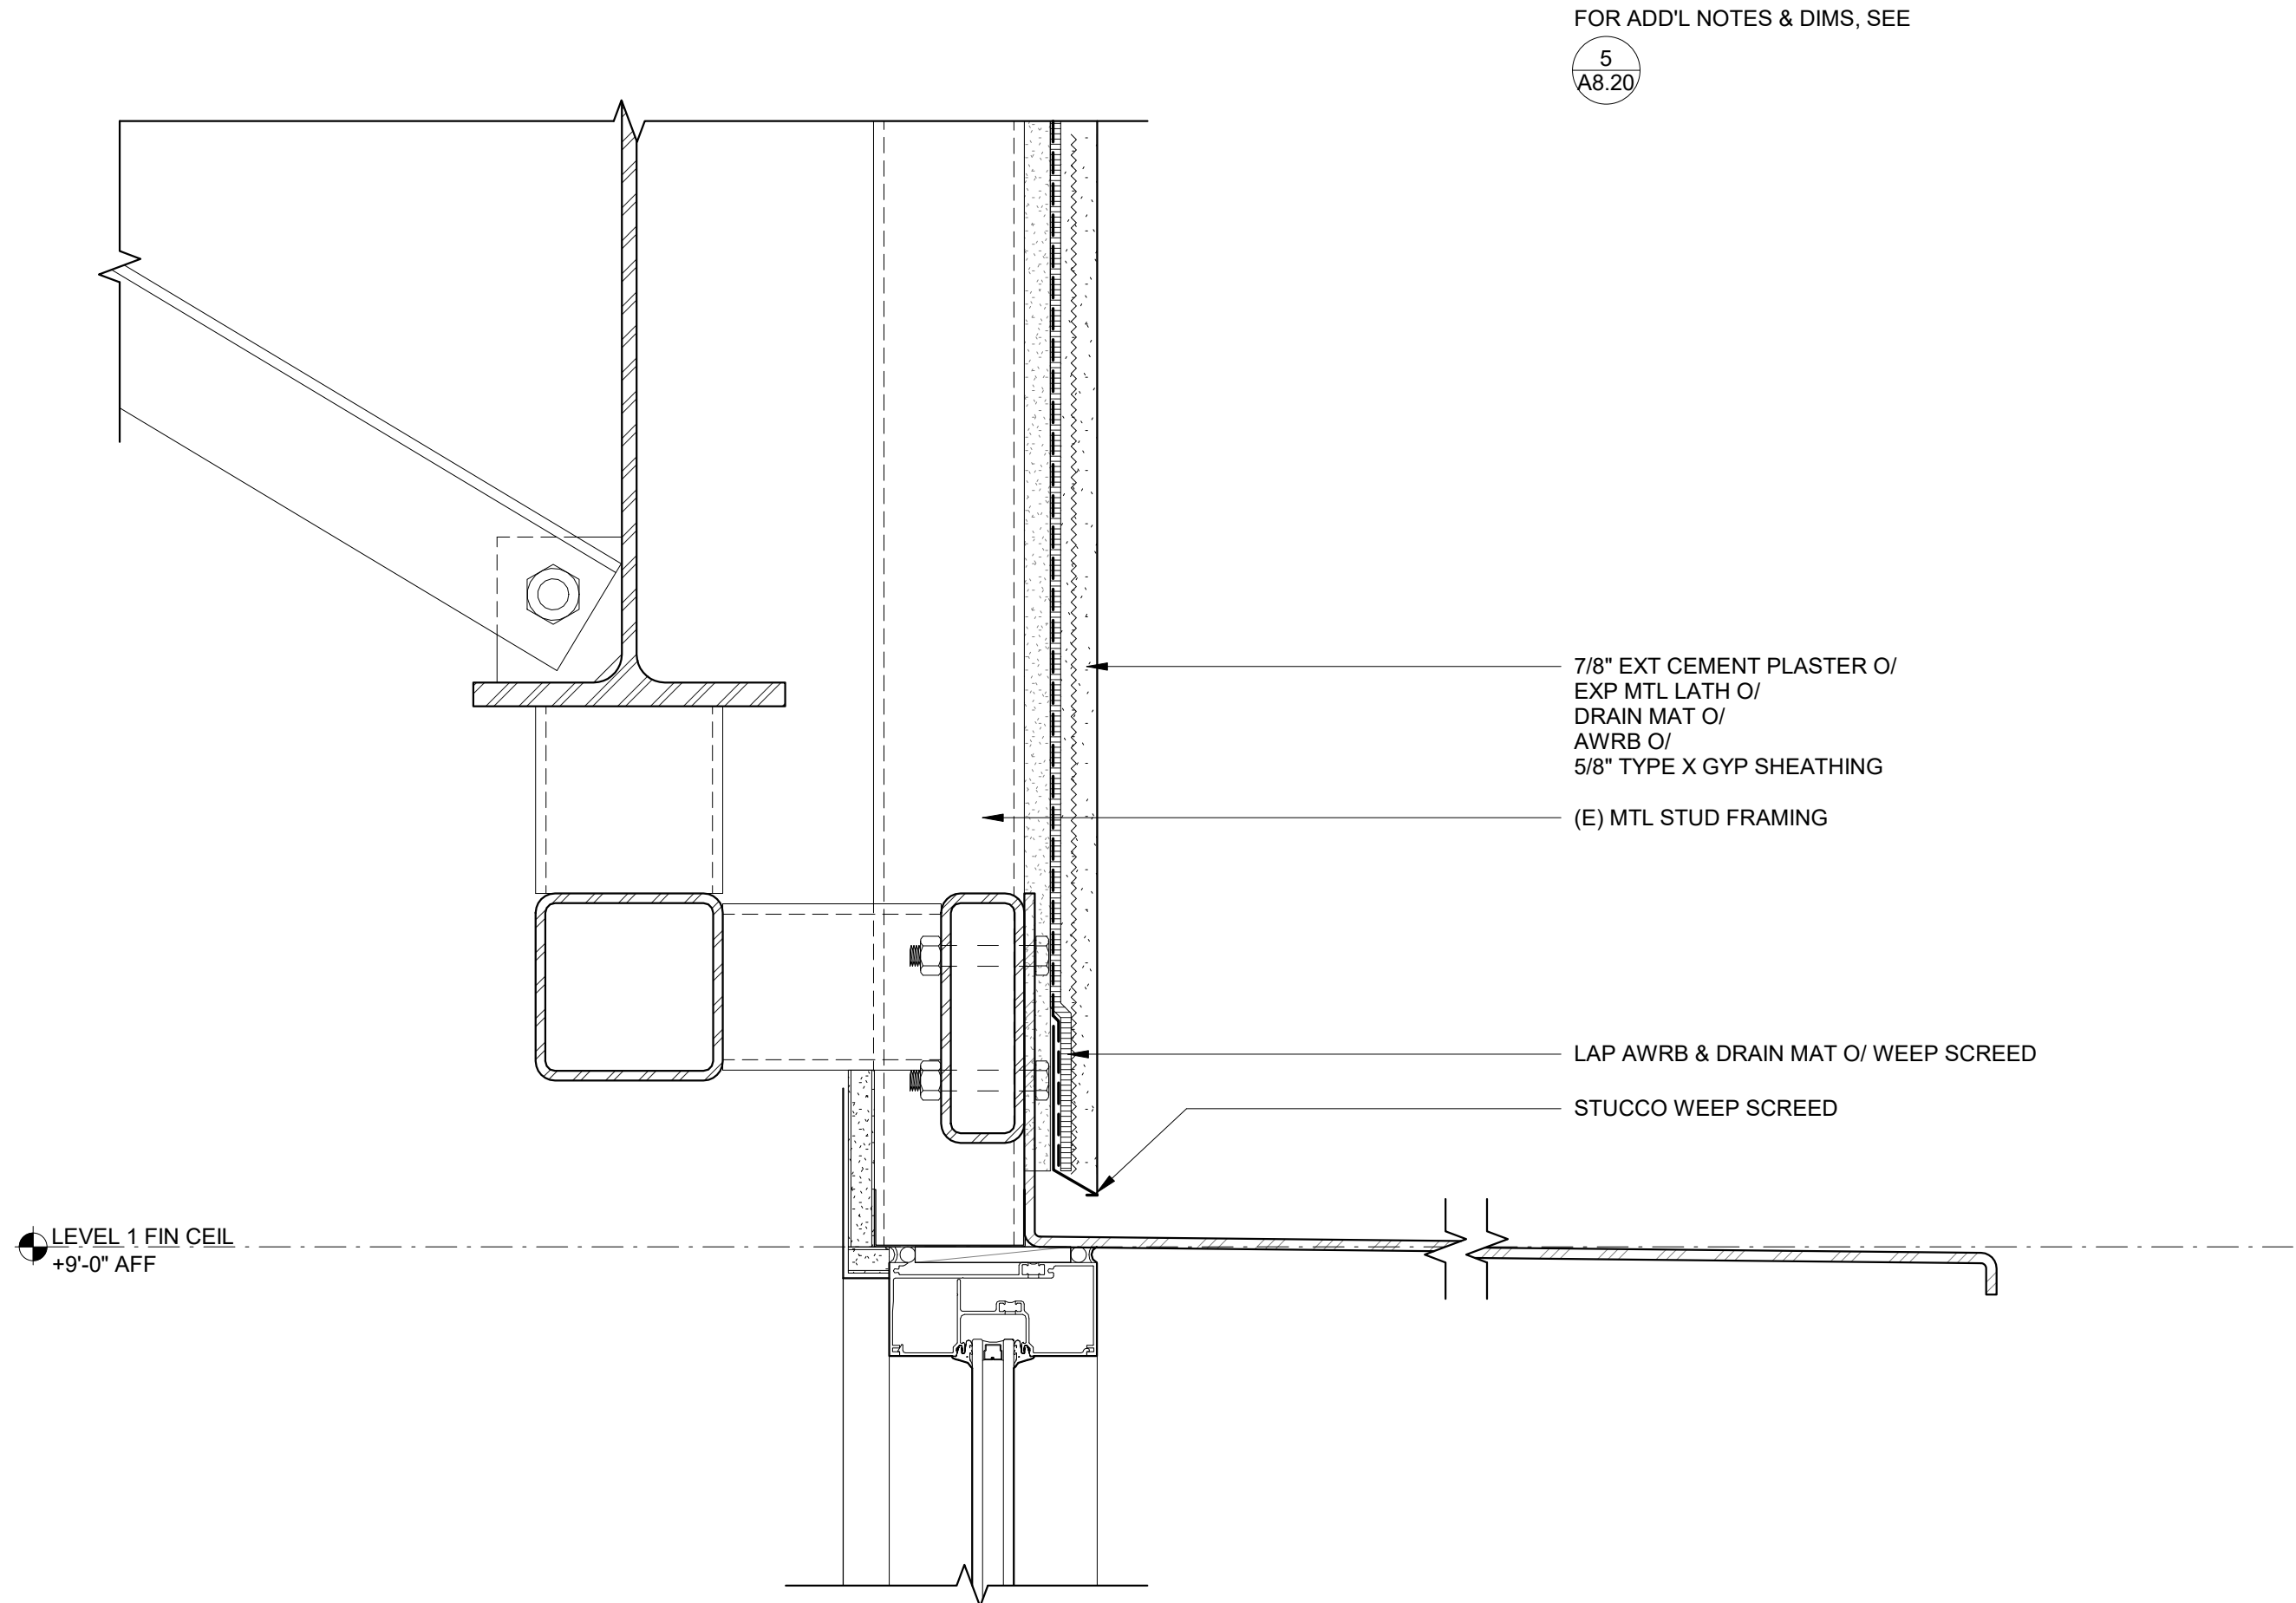 FOR ADD'L NOTES & DIMS, SEE
5
A8.20
7/8" EXT CEMENT PLASTER O/
EXP MTL LATH O/
DRAIN MAT O/
AWRB O/
5/8" TYPE X GYP SHEATHING
(E) MTL STUD FRAMING
LAP AWRB & DRAIN MAT O/ WEEP SCREED
STUCCO WEEP SCREED
LEVEL 1 FIN CEIL
+9'-0" AFF